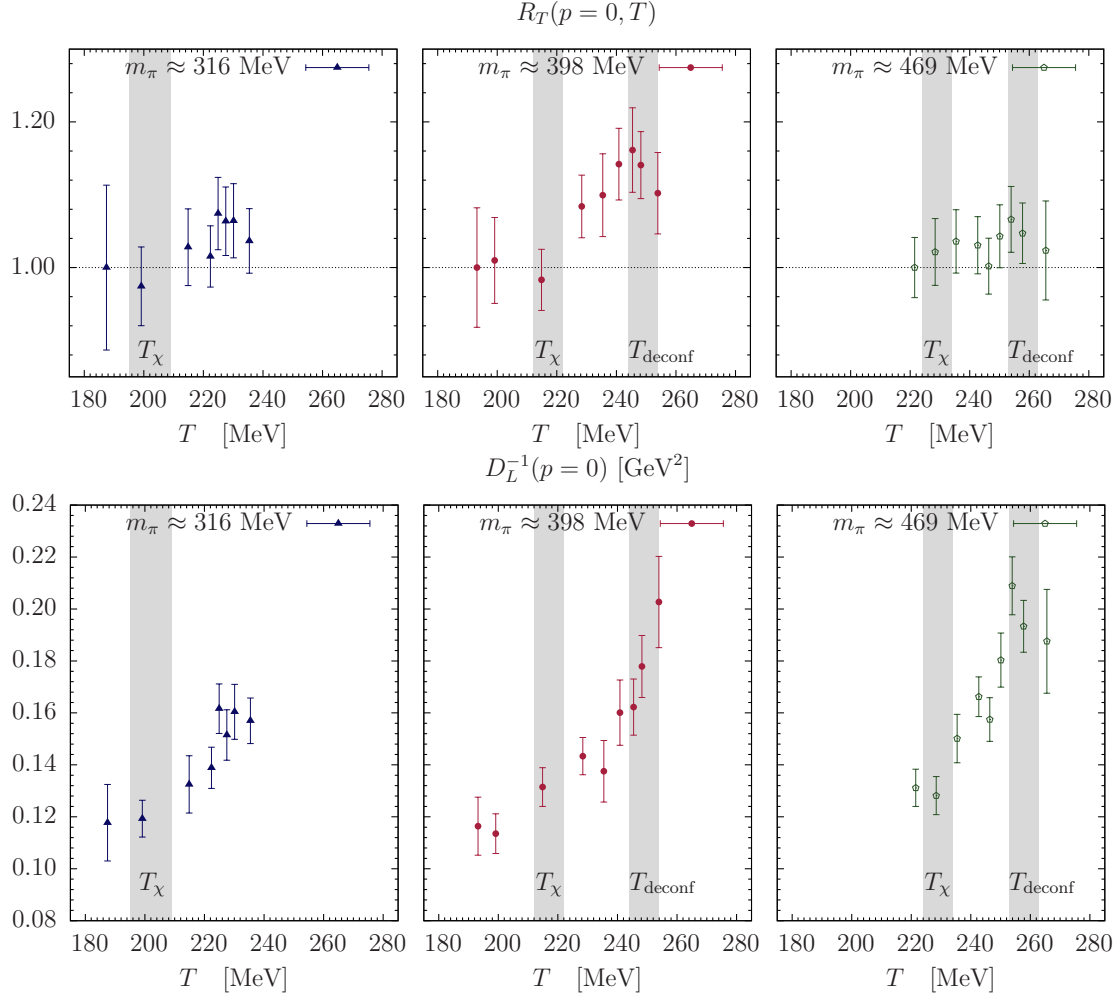 R_T(p = 0, T)
m_π ≈ 316 MeV
m_π ≈ 398 MeV
m_π ≈ 469 MeV
1.20
1.00
T_χ
T_χ
T_deconf
T_χ
T_deconf
180 200 220 240 260 280
180 200 220 240 260 280
180 200 220 240 260 280
T [MeV]
T [MeV]
T [MeV]
D_L^{-1}(p = 0) [GeV^2]
m_π ≈ 316 MeV
m_π ≈ 398 MeV
m_π ≈ 469 MeV
0.24
0.22
0.20
0.18
0.16
0.14
0.12
0.10
0.08
T_χ
T_χ
T_deconf
T_χ
T_deconf
180 200 220 240 260 280
180 200 220 240 260 280
180 200 220 240 260 280
T [MeV]
T [MeV]
T [MeV]